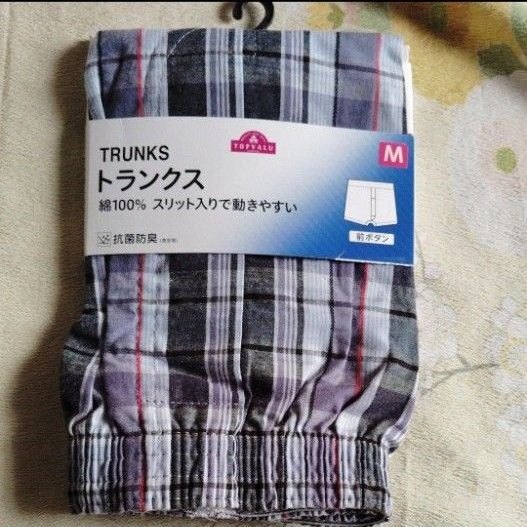 TOPVALU
M
TRUNKS
トランクス
綿100% スリット入りで動きやすい
抗菌防臭
前ボタン